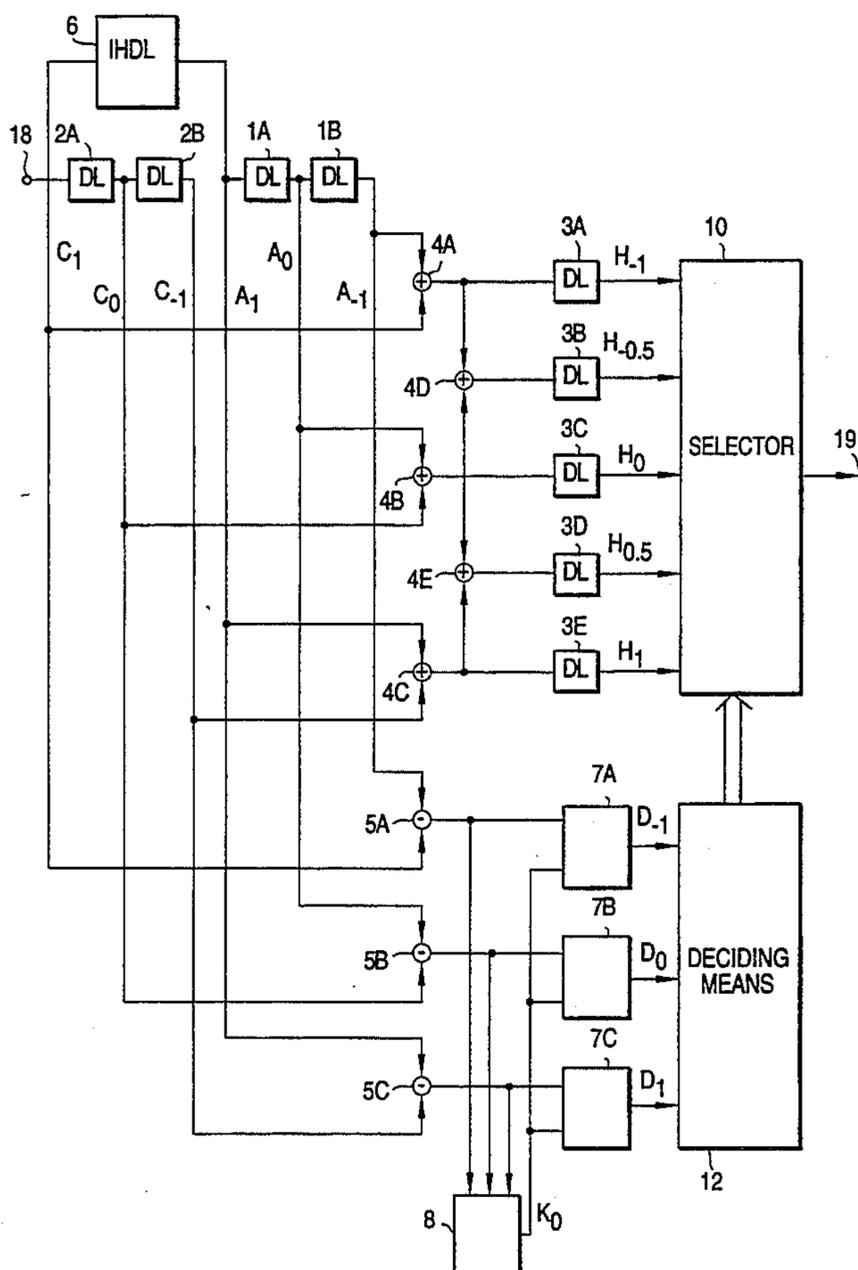 6
IHDL
18
2A
2B
1A
1B
DL
DL
DL
DL
C1
C0
C-1
A1
A0
A-1
4A
3A
DL
H-1
10
4D
3B
DL
H-0.5
SELECTOR
19
4B
3C
DL
H0
4E
3D
DL
H0.5
4C
3E
DL
H1
5A
7A
D-1
5B
7B
D0
DECIDING
MEANS
5C
7C
D1
12
8
K0